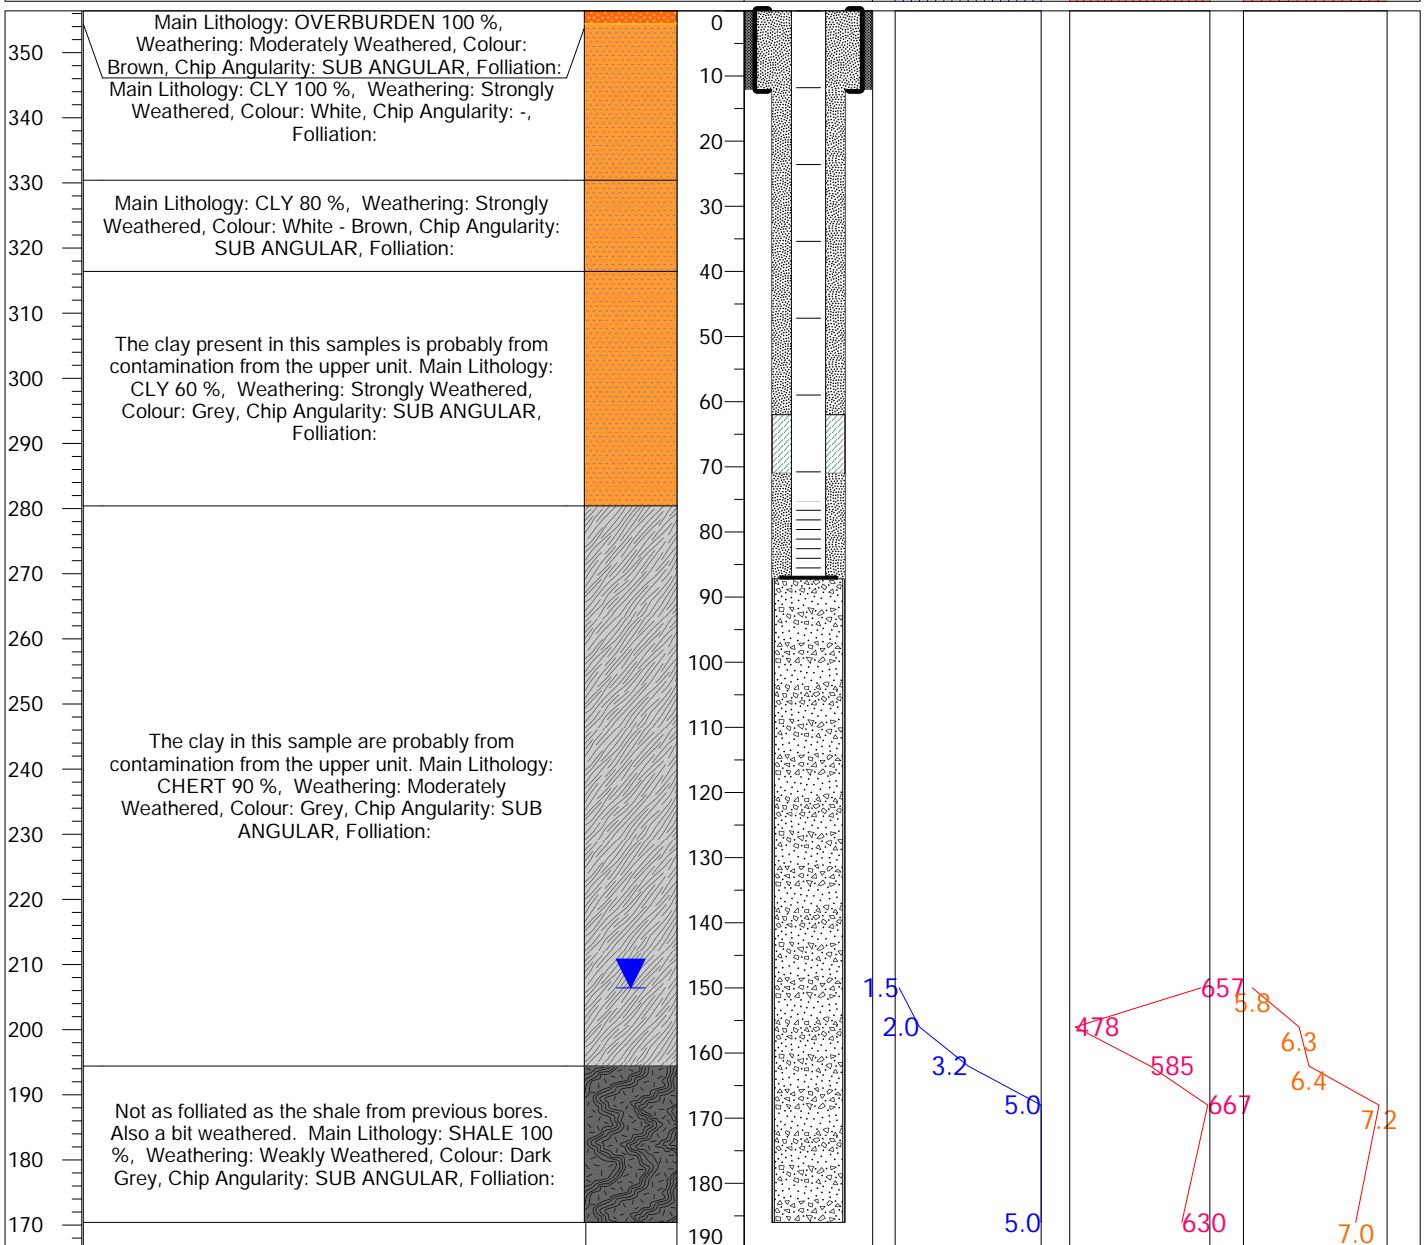 Main Lithology: OVERBURDEN 100 %,
Weathering: Moderately Weathered, Colour:
Brown, Chip Angularity: SUB ANGULAR, Folliation:
Main Lithology: CLY 100 %, Weathering: Strongly
Weathered, Colour: White, Chip Angularity: -,
Folliation:
Main Lithology: CLY 80 %, Weathering: Strongly
Weathered, Colour: White - Brown, Chip Angularity:
SUB ANGULAR, Folliation:
The clay present in this samples is probably from
contamination from the upper unit. Main Lithology:
CLY 60 %, Weathering: Strongly Weathered,
Colour: Grey, Chip Angularity: SUB ANGULAR,
Folliation:
The clay in this sample are probably from
contamination from the upper unit. Main Lithology:
CHERT 90 %, Weathering: Moderately
Weathered, Colour: Grey, Chip Angularity: SUB
ANGULAR, Folliation:
Not as folliated as the shale from previous bores.
Also a bit weathered. Main Lithology: SHALE 100
%, Weathering: Weakly Weathered, Colour: Dark
Grey, Chip Angularity: SUB ANGULAR, Folliation:
350
340
330
320
310
300
290
280
270
260
250
240
230
220
210
200
190
180
170
0
10
20
30
40
50
60
70
80
90
100
110
120
130
140
150
160
170
180
190
1.5
2.0
3.2
5.0
5.0
657
478
585
667
630
5.8
6.3
6.4
7.2
7.0